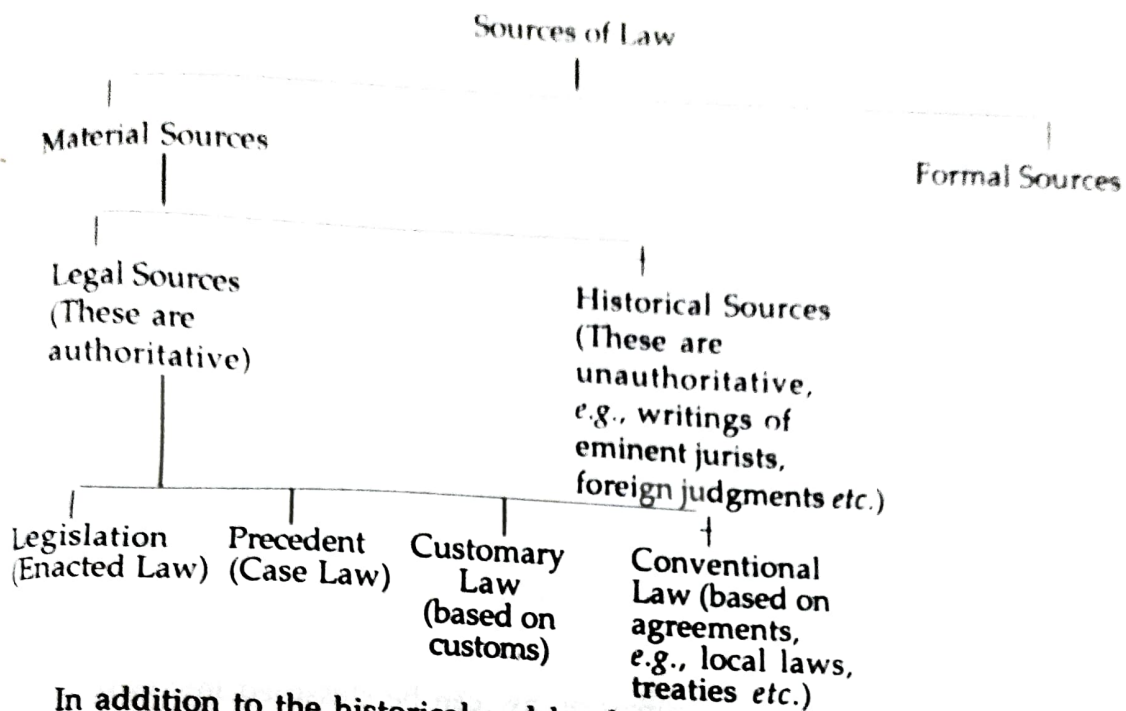 Sources of Law
Material Sources
Formal Sources
Legal Sources
(These are
authoritative)
Historical Sources
(These are
unauthoritative,
e.g., writings of
eminent jurists,
foreign judgments etc.)
Legislation
(Enacted Law)
Precedent
(Case Law)
Customary
Law
(based on
customs)
Conventional
Law (based on
agreements,
e.g., local laws,
treaties etc.)
In addition to the historical